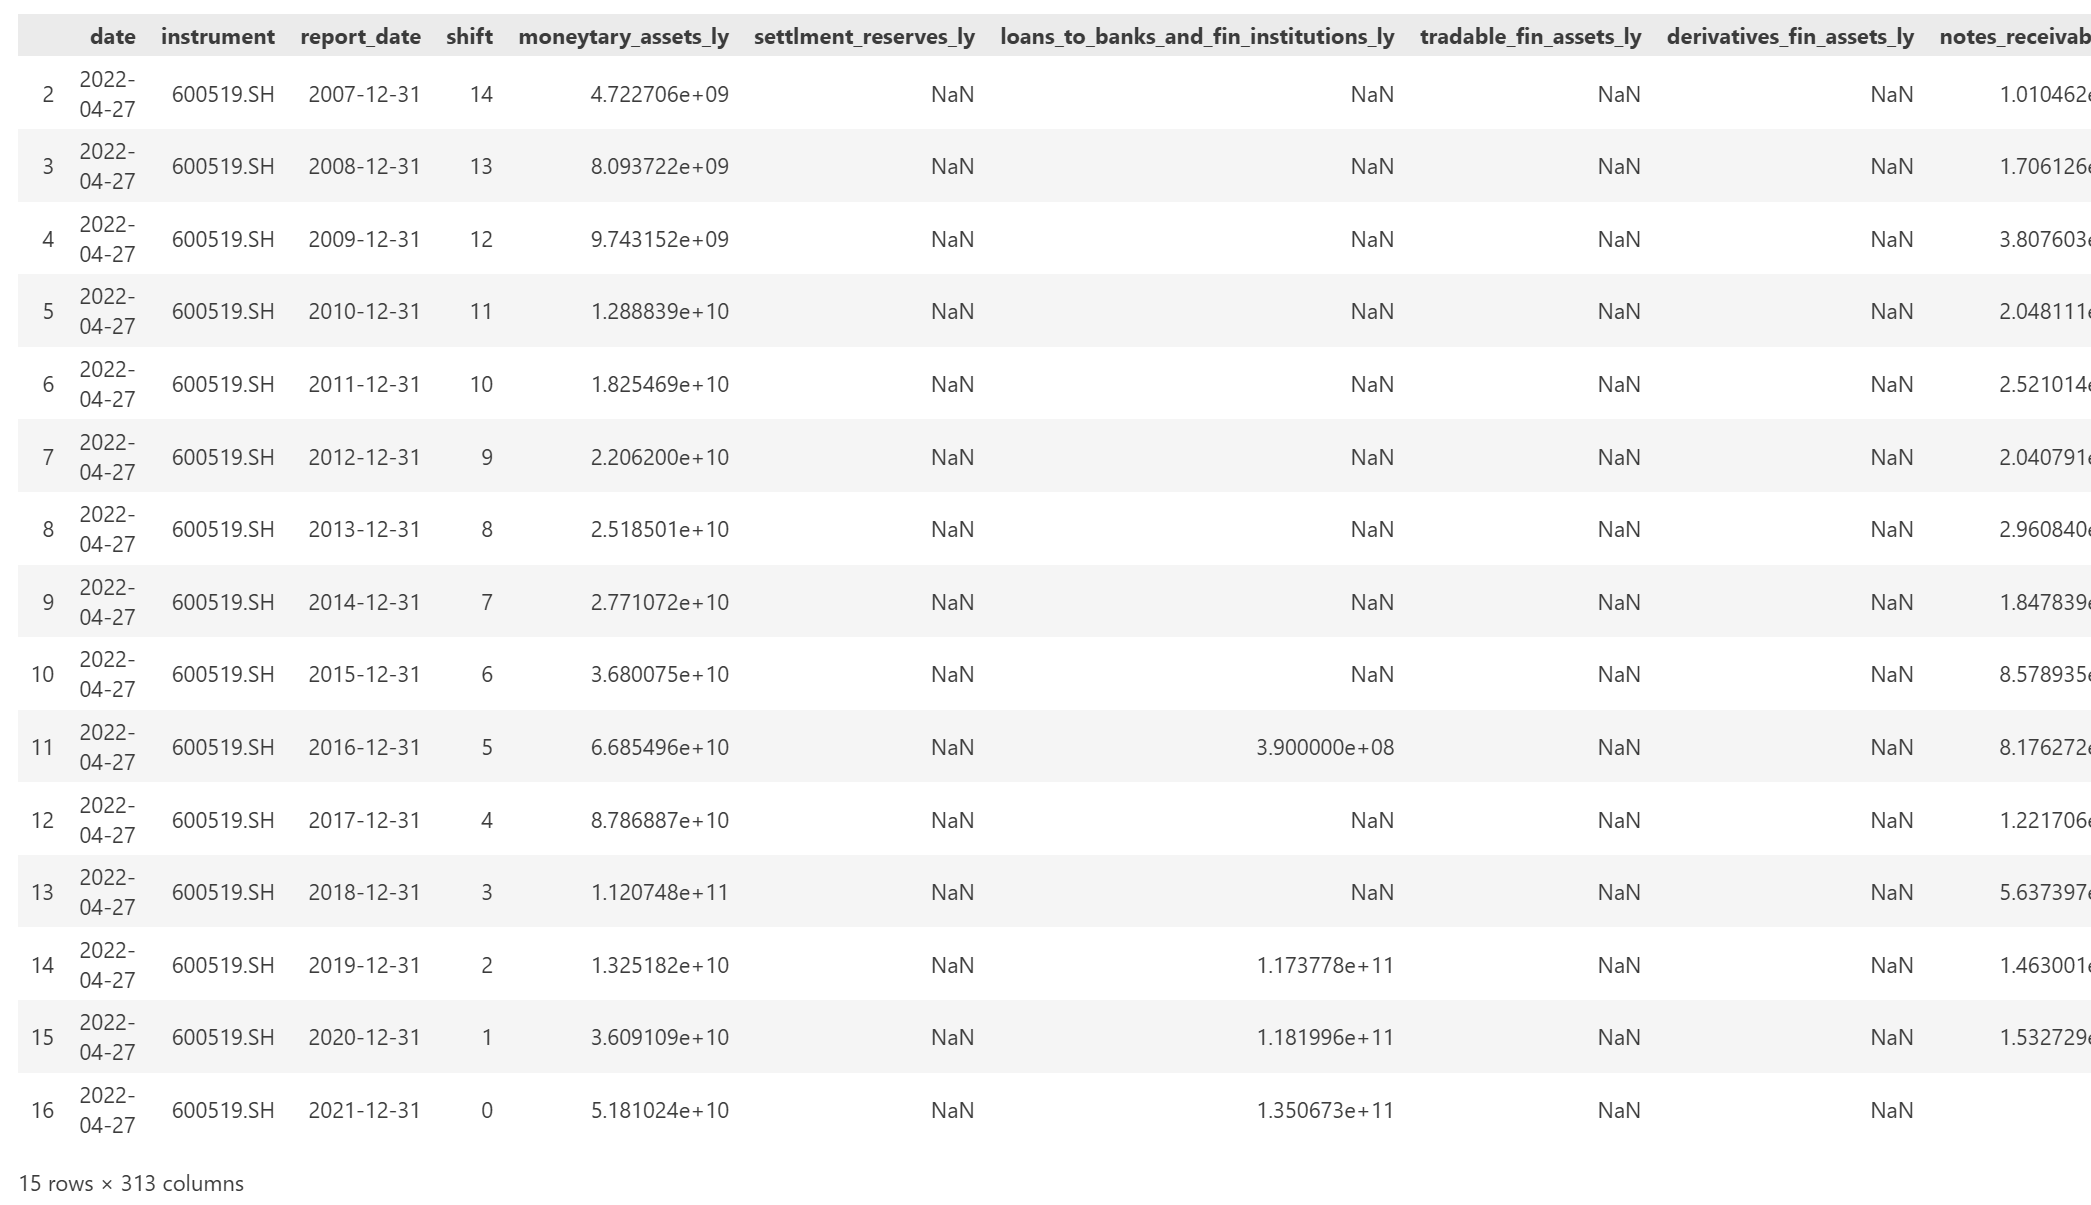 date instrument report_date shift moneytary_assets_ly settlment_reserves_ly loans_to_banks_and_fin_institutions_ly tradable_fin_assets_ly derivatives_fin_assets_ly notes_receivab
2 2022-04-27 600519.SH 2007-12-31 14 4.722706e+09 NaN NaN NaN NaN 1.010462e
3 2022-04-27 600519.SH 2008-12-31 13 8.093722e+09 NaN NaN NaN NaN 1.706126e
4 2022-04-27 600519.SH 2009-12-31 12 9.743152e+09 NaN NaN NaN NaN 3.807603e
5 2022-04-27 600519.SH 2010-12-31 11 1.288839e+10 NaN NaN NaN NaN 2.048111e
6 2022-04-27 600519.SH 2011-12-31 10 1.825469e+10 NaN NaN NaN NaN 2.521014e
7 2022-04-27 600519.SH 2012-12-31 9 2.206200e+10 NaN NaN NaN NaN 2.040791e
8 2022-04-27 600519.SH 2013-12-31 8 2.518501e+10 NaN NaN NaN NaN 2.960840e
9 2022-04-27 600519.SH 2014-12-31 7 2.771072e+10 NaN NaN NaN NaN 1.847839e
10 2022-04-27 600519.SH 2015-12-31 6 3.680075e+10 NaN NaN NaN NaN 8.578935e
11 2022-04-27 600519.SH 2016-12-31 5 6.685496e+10 NaN 3.900000e+08 NaN NaN 8.176272e
12 2022-04-27 600519.SH 2017-12-31 4 8.786887e+10 NaN NaN NaN NaN 1.221706e
13 2022-04-27 600519.SH 2018-12-31 3 1.120748e+11 NaN NaN NaN NaN 5.637397e
14 2022-04-27 600519.SH 2019-12-31 2 1.325182e+10 NaN 1.173778e+11 NaN NaN 1.463001e
15 2022-04-27 600519.SH 2020-12-31 1 3.609109e+10 NaN 1.181996e+11 NaN NaN 1.532729e
16 2022-04-27 600519.SH 2021-12-31 0 5.181024e+10 NaN 1.350673e+11 NaN NaN
15 rows × 313 columns